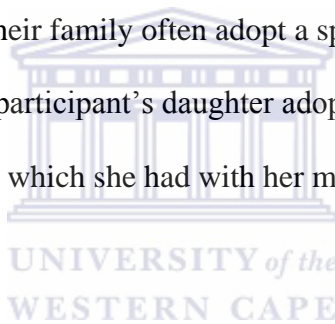 heir family often adopt a sp
participant’s daughter adop
which she had with her m
UNIVERSITY of the
WESTERN CAPE